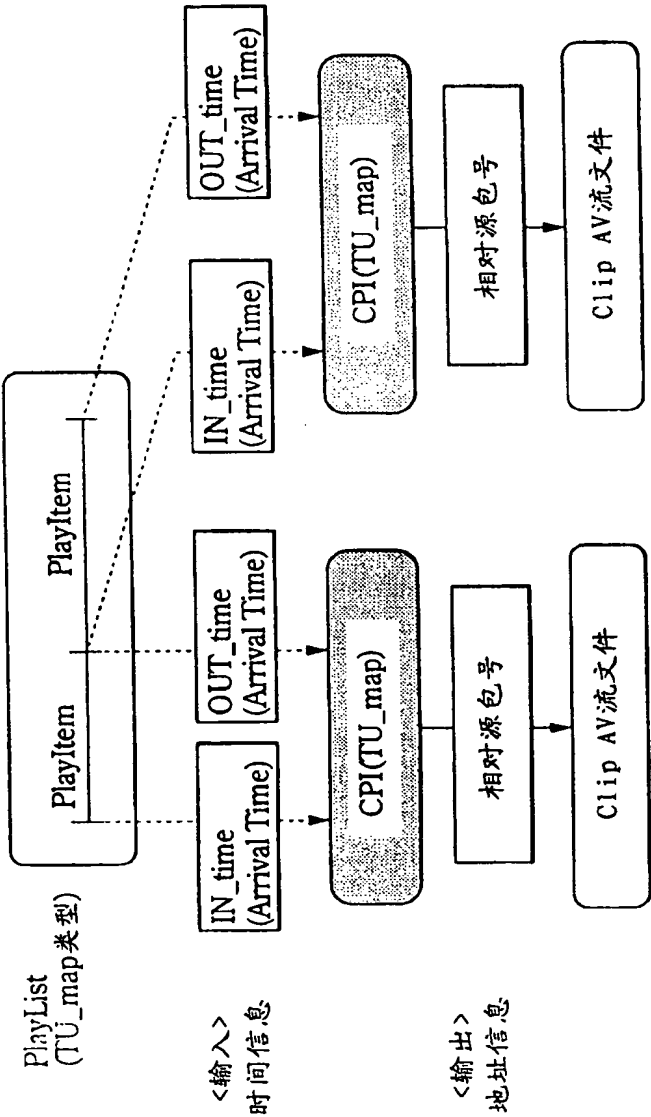 PlayList
(TU_map类型)
PlayItem
PlayItem
<输入>
时间信息
IN_time
(Arrival Time)
OUT_time
(Arrival Time)
IN_time
(Arrival Time)
OUT_time
(Arrival Time)
CPI(TU_map)
CPI(TU_map)
<输出>
地址信息
相对源包号
相对源包号
Clip AV流文件
Clip AV流文件